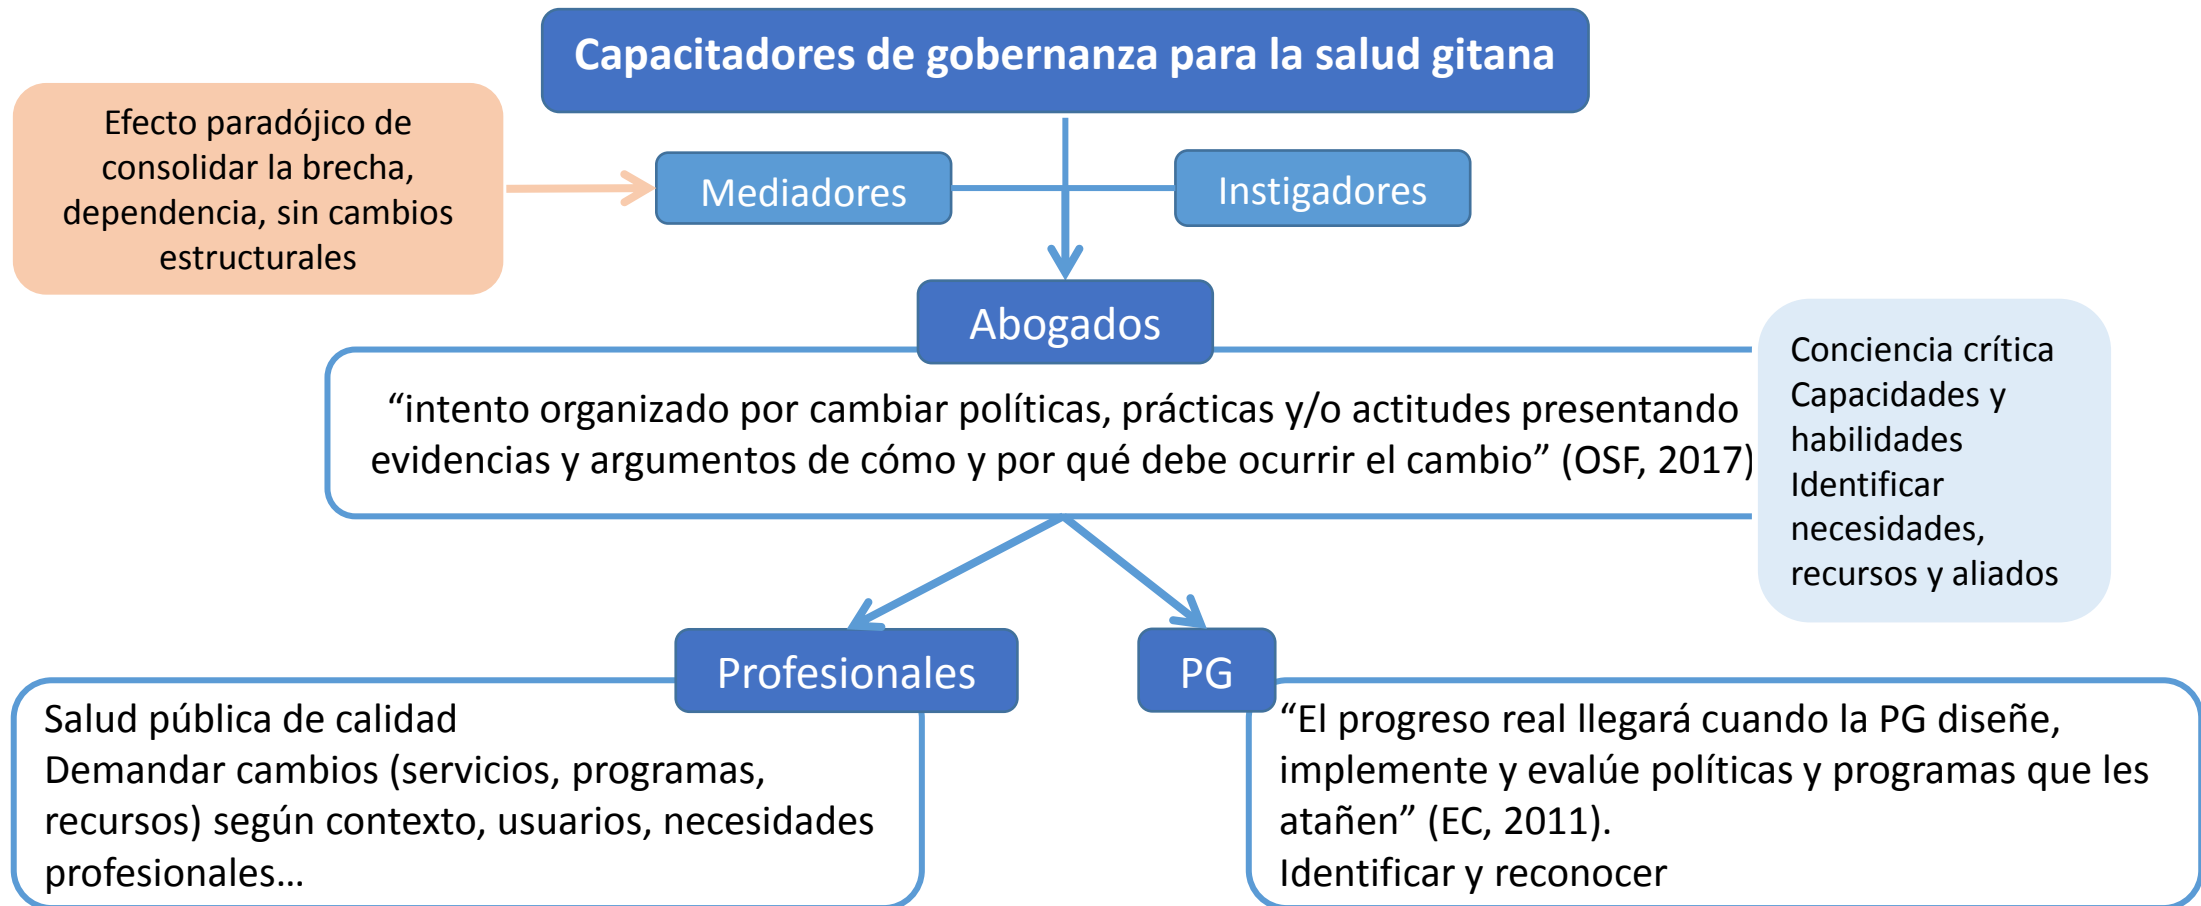 Capacitadores de gobernanza para la salud gitana
Efecto paradójico de
consolidar la brecha,
dependencia, sin cambios
estructurales
Mediadores
Instigadores
Abogados
“intento organizado por cambiar políticas, prácticas y/o actitudes presentando
evidencias y argumentos de cómo y por qué debe ocurrir el cambio” (OSF, 2017)
Conciencia crítica
Capacidades y
habilidades
Identificar
necesidades,
recursos y aliados
Profesionales
Salud pública de calidad
Demandar cambios (servicios, programas,
recursos) según contexto, usuarios, necesidades
profesionales…
PG
“El progreso real llegará cuando la PG diseñe,
implemente y evalúe políticas y programas que les
atañen” (EC, 2011).
Identificar y reconocer